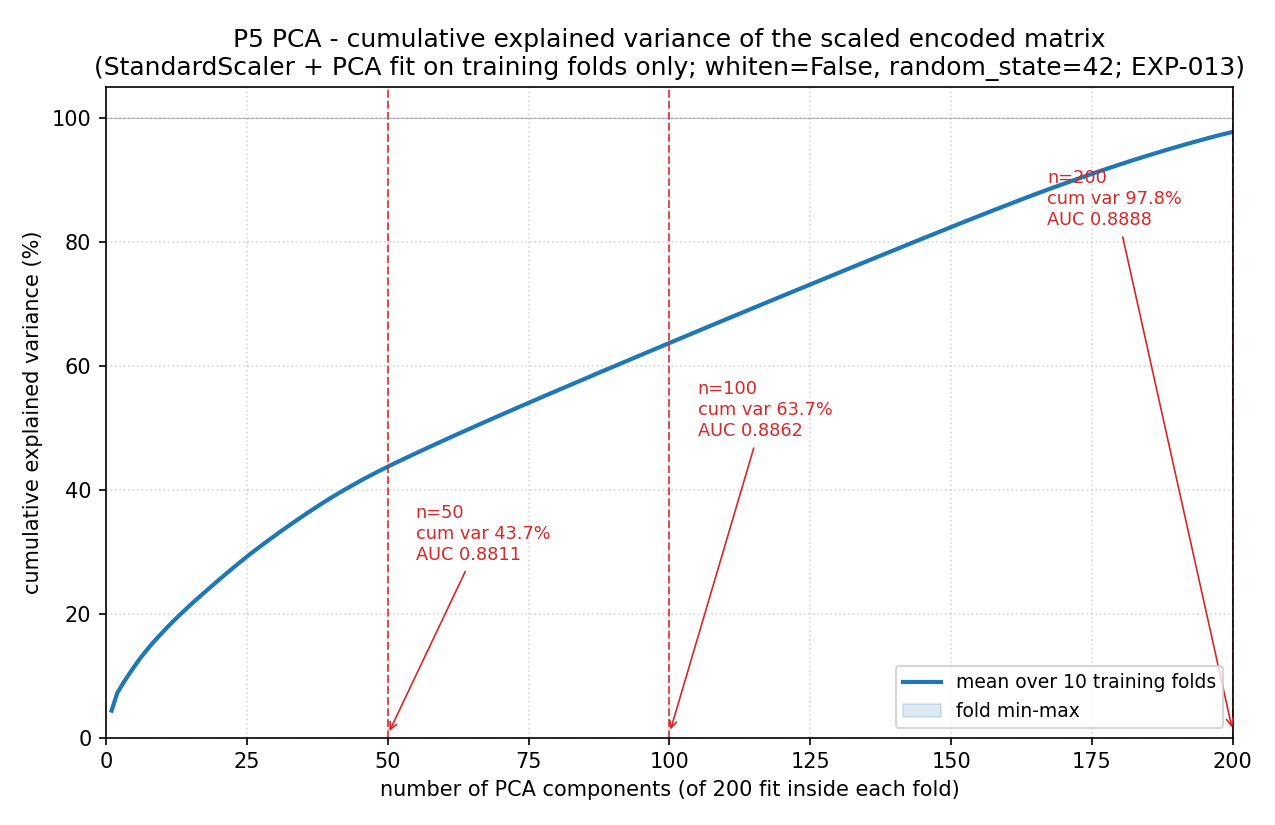 P5 PCA - cumulative explained variance of the scaled encoded matrix
(StandardScaler + PCA fit on training folds only; whiten=False, random_state=42; EXP-013)
cumulative explained variance (%)
100
80
60
40
20
0
n=200
cum var 97.8%
AUC 0.8888
n=100
cum var 63.7%
AUC 0.8862
n=50
cum var 43.7%
AUC 0.8811
mean over 10 training folds
fold min-max
0 25 50 75 100 125 150 175 200
number of PCA components (of 200 fit inside each fold)